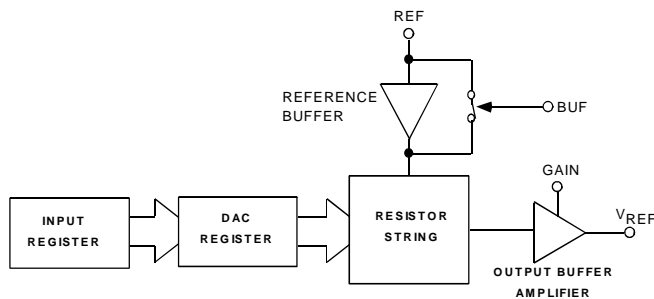 REF
REFERENCE
BUFFER
BUF
GAIN
VREF
INPUT
REGISTER
DAC
REGISTER
RESISTOR
STRING
OUTPUT BUFFER
AMPLIFIER